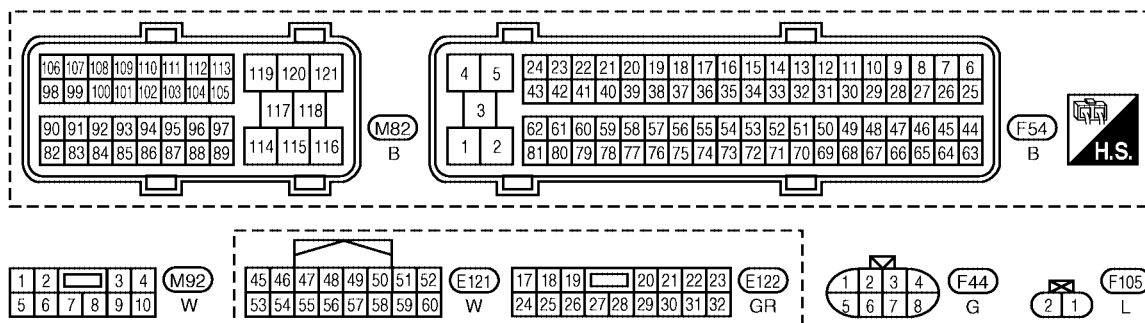 106 107 108 109 110 111 112 113 119 120 121
98 99 100 101 102 103 104 105
117 118
90 91 92 93 94 95 96 97
82 83 84 85 86 87 88 89 114 115 116
M82
B
4 5 24 23 22 21 20 19 18 17 16 15 14 13 12 11 10 9 8 7 6
43 42 41 40 39 38 37 36 35 34 33 32 31 30 29 28 27 26 25
3
1 2 62 61 60 59 58 57 56 55 54 53 52 51 50 49 48 47 46 45 44
81 80 79 78 77 76 75 74 73 72 71 70 69 68 67 66 65 64 63
F54
B
H.S.
1 2 3 4
5 6 7 8 9 10
M92
W
45 46 47 48 49 50 51 52
53 54 55 56 57 58 59 60
E121
W
17 18 19 20 21 22 23
24 25 26 27 28 29 30 31 32
E122
GR
1 2 3 4
5 6 7 8
F44
G
2 1
F105
L